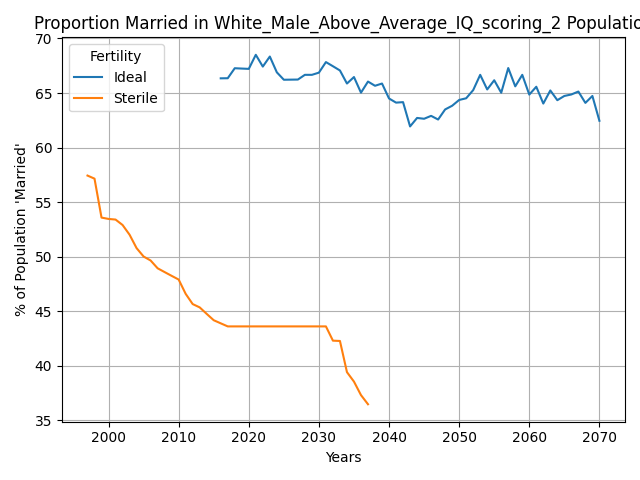 Proportion Married in White_Male_Above_Average_IQ_scoring_2 Populatio
Fertility
Ideal
Sterile
% of Population 'Married'
70
65
60
55
50
45
40
35
2000 2010 2020 2030 2040 2050 2060 2070
Years